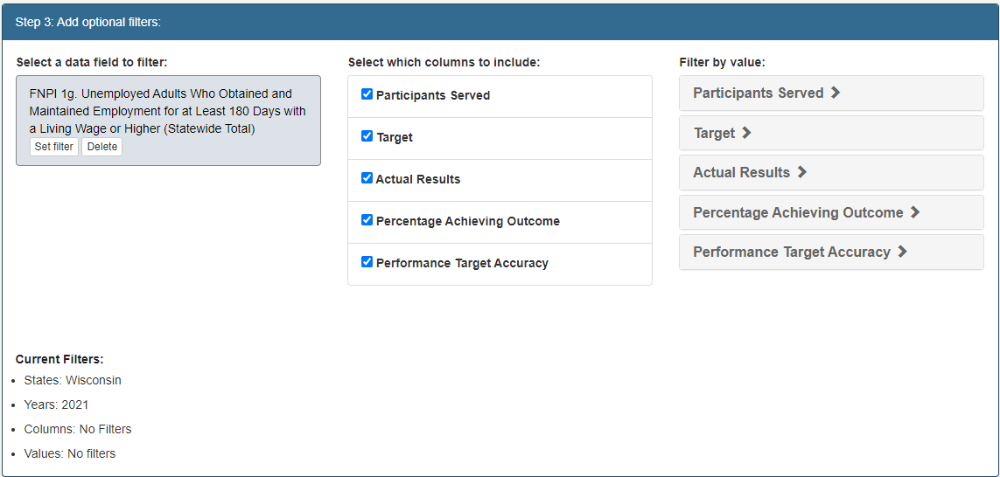 Step 3: Add optional filters:
Select a data field to filter:
FNPI 1g. Unemployed Adults Who Obtained and
Maintained Employment for at Least 180 Days with
a Living Wage or Higher (Statewide Total)
Set filter Delete
Select which columns to include:
Participants Served
Target
Actual Results
Percentage Achieving Outcome
Performance Target Accuracy
Filter by value:
Participants Served
Target
Actual Results
Percentage Achieving Outcome
Performance Target Accuracy
Current Filters:
States: Wisconsin
Years: 2021
Columns: No Filters
Values: No filters